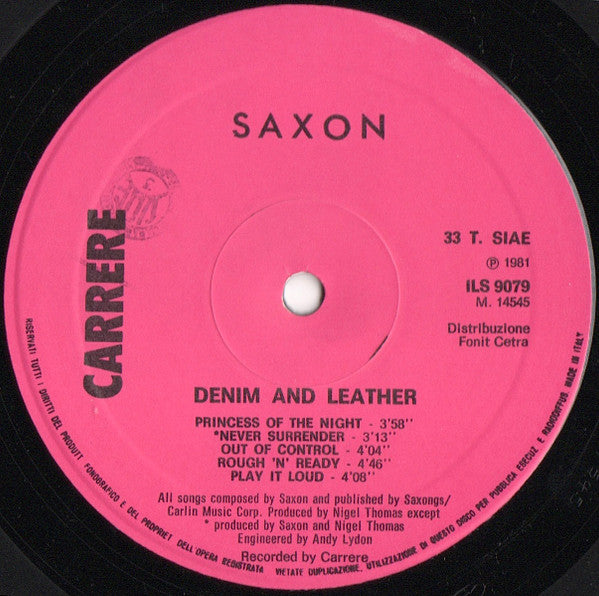 SAXON
CARRERE
33 T. SIAE
℗ 1981
ILS 9079
M. 14545
Distribuzione
Fonit Cetra
DENIM AND LEATHER
PRINCESS OF THE NIGHT - 3'58"
*NEVER SURRENDER - 3'13"
OUT OF CONTROL - 4'04"
ROUGH 'N' READY - 4'46"
PLAY IT LOUD - 4'08"
All songs composed by Saxon and published by Saxongs/
Carlin Music Corp. Produced by Nigel Thomas except
* produced by Saxon and Nigel Thomas
Engineered by Andy Lydon
Recorded by Carrere
RISERVATI TUTTI I DIRITTI DEL PRODUTT FONOGRAFICO E DEL PROPRIET DELL'OPERA REGISTRATA VIETATE DUPLICAZIONE, UTILIZZAZIONE DI QUESTO DISCO PER PUBBLICA ESECUZ E RADIODIFFUS MADE IN ITALY